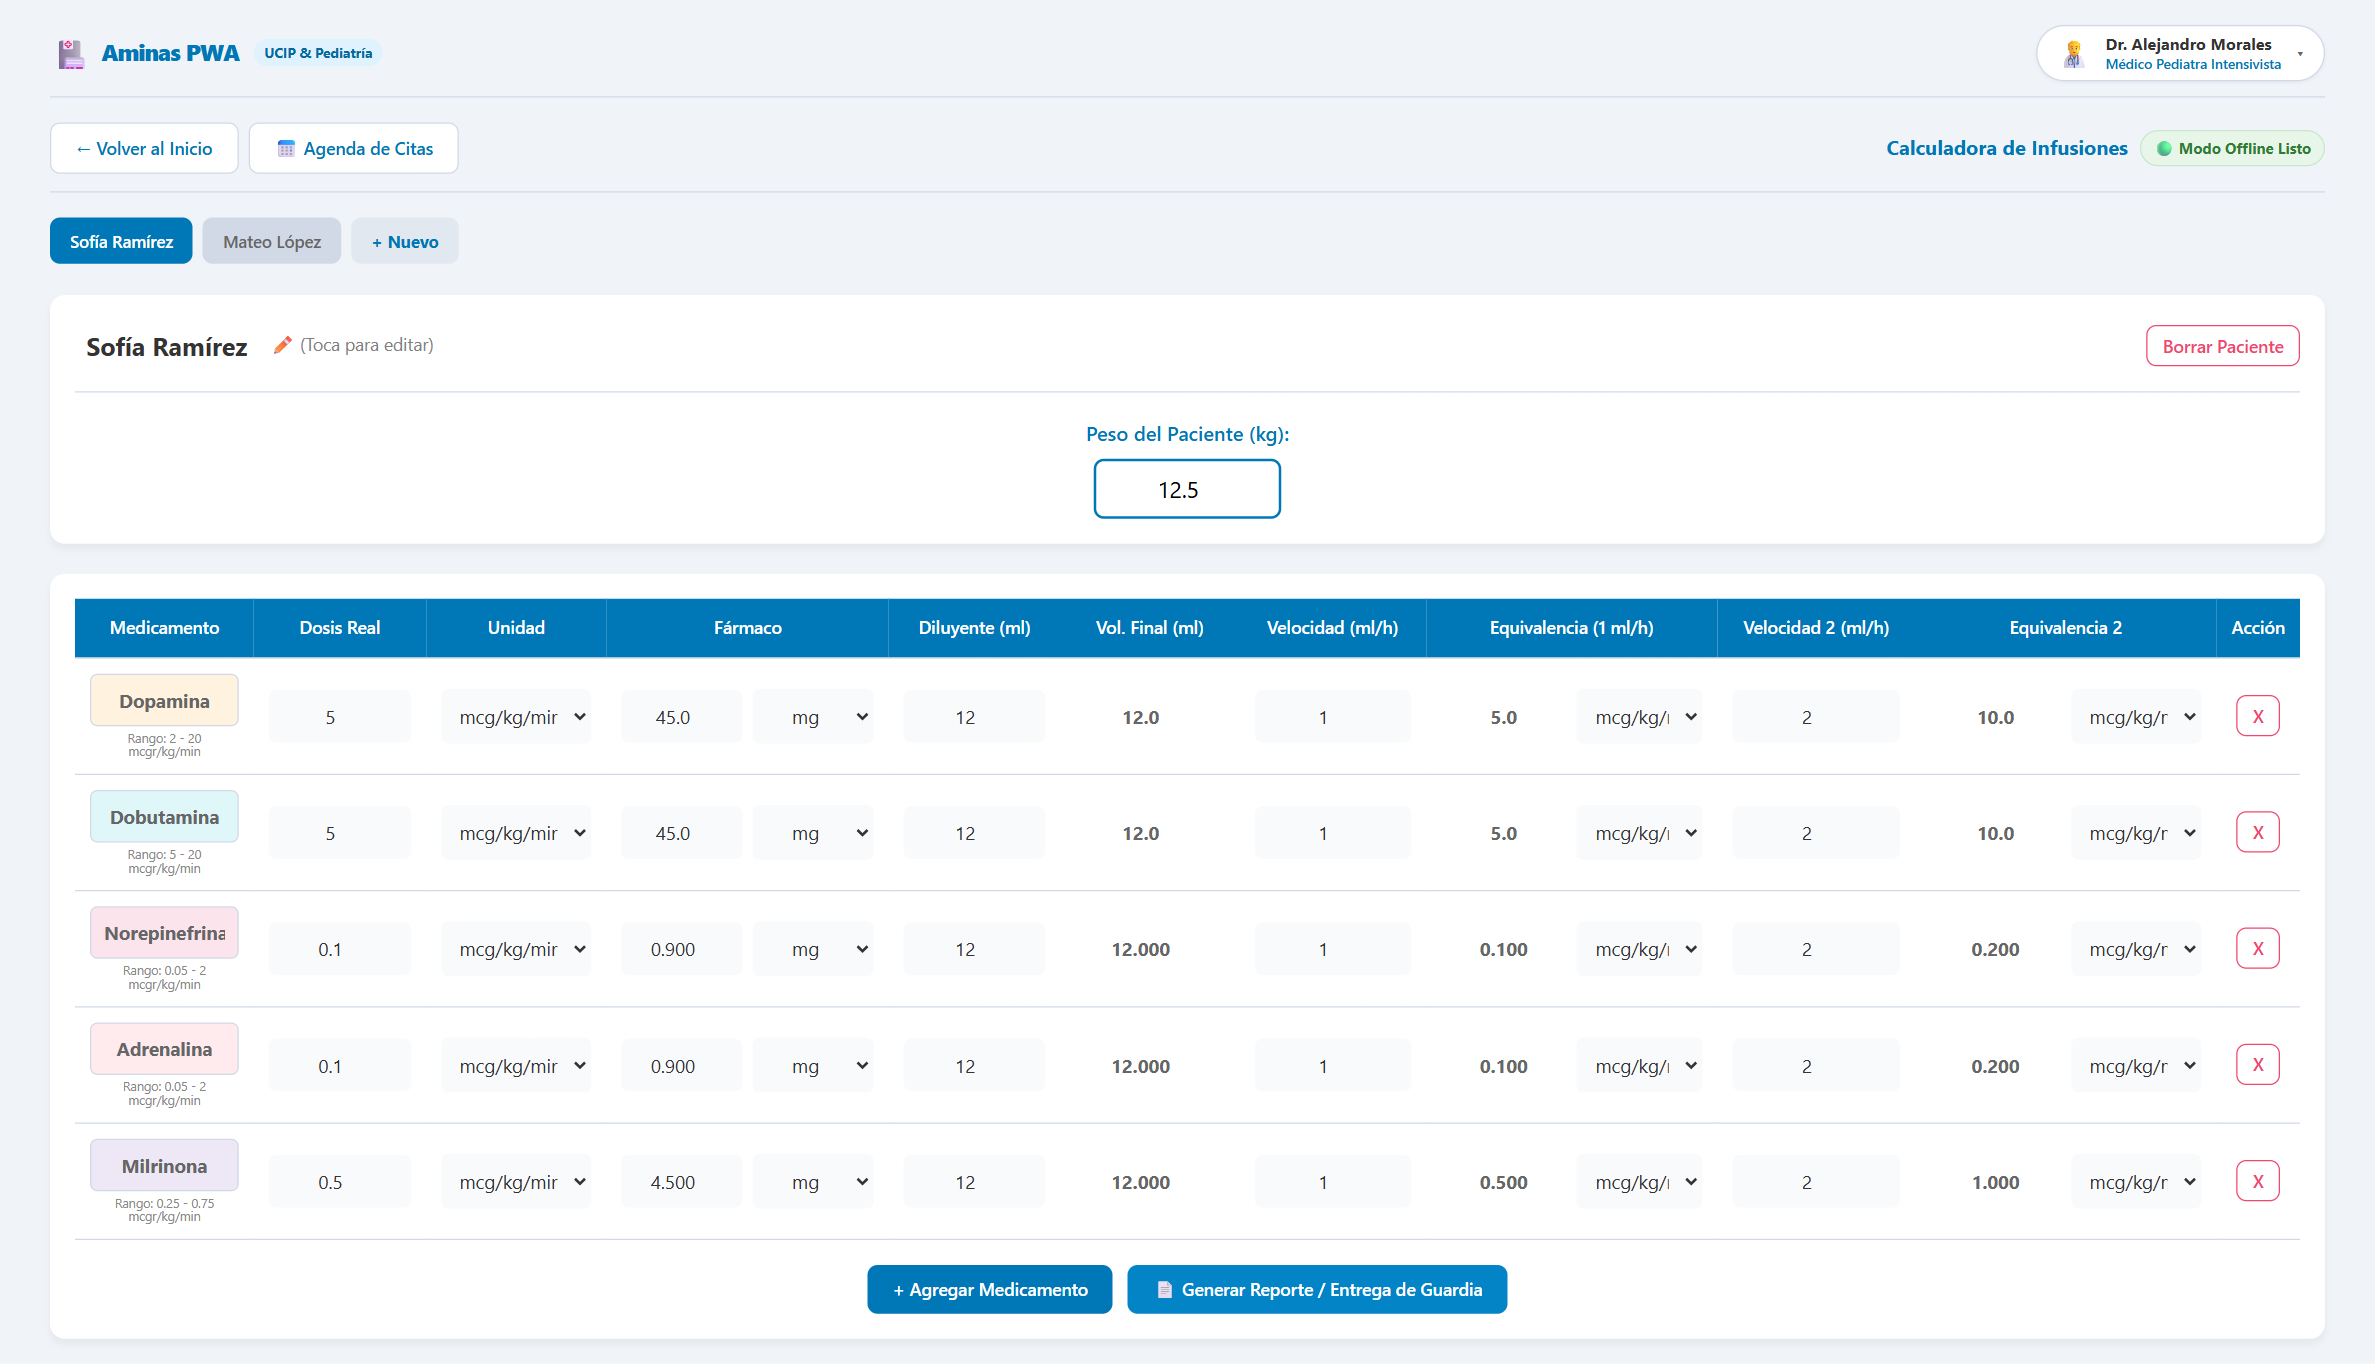 Aminas PWA
UCIP & Pediatría
Dr. Alejandro Morales
Médico Pediatra Intensivista
← Volver al Inicio
Agenda de Citas
Calculadora de Infusiones
Modo Offline Listo
Sofía Ramírez
Mateo López
+ Nuevo
Sofía Ramírez
(Toca para editar)
Borrar Paciente
Peso del Paciente (kg):
12.5
Medicamento Dosis Real Unidad Fármaco Diluyente (ml) Vol. Final (ml) Velocidad (ml/h) Equivalencia (1 ml/h) Velocidad 2 (ml/h) Equivalencia 2 Acción
Dopamina
Rango: 2 - 20
mcgr/kg/min
5 mcg/kg/mir 45.0 mg 12 12.0 1 5.0 mcg/kg/ 2 10.0 mcg/kg/r X
Dobutamina
Rango: 5 - 20
mcgr/kg/min
5 mcg/kg/mir 45.0 mg 12 12.0 1 5.0 mcg/kg/ 2 10.0 mcg/kg/r X
Norepinefrina
Rango: 0.05 - 2
mcgr/kg/min
0.1 mcg/kg/mir 0.900 mg 12 12.000 1 0.100 mcg/kg/ 2 0.200 mcg/kg/r X
Adrenalina
Rango: 0.05 - 2
mcgr/kg/min
0.1 mcg/kg/mir 0.900 mg 12 12.000 1 0.100 mcg/kg/ 2 0.200 mcg/kg/r X
Milrinona
Rango: 0.25 - 0.75
mcgr/kg/min
0.5 mcg/kg/mir 4.500 mg 12 12.000 1 0.500 mcg/kg/ 2 1.000 mcg/kg/r X
+ Agregar Medicamento
Generar Reporte / Entrega de Guardia